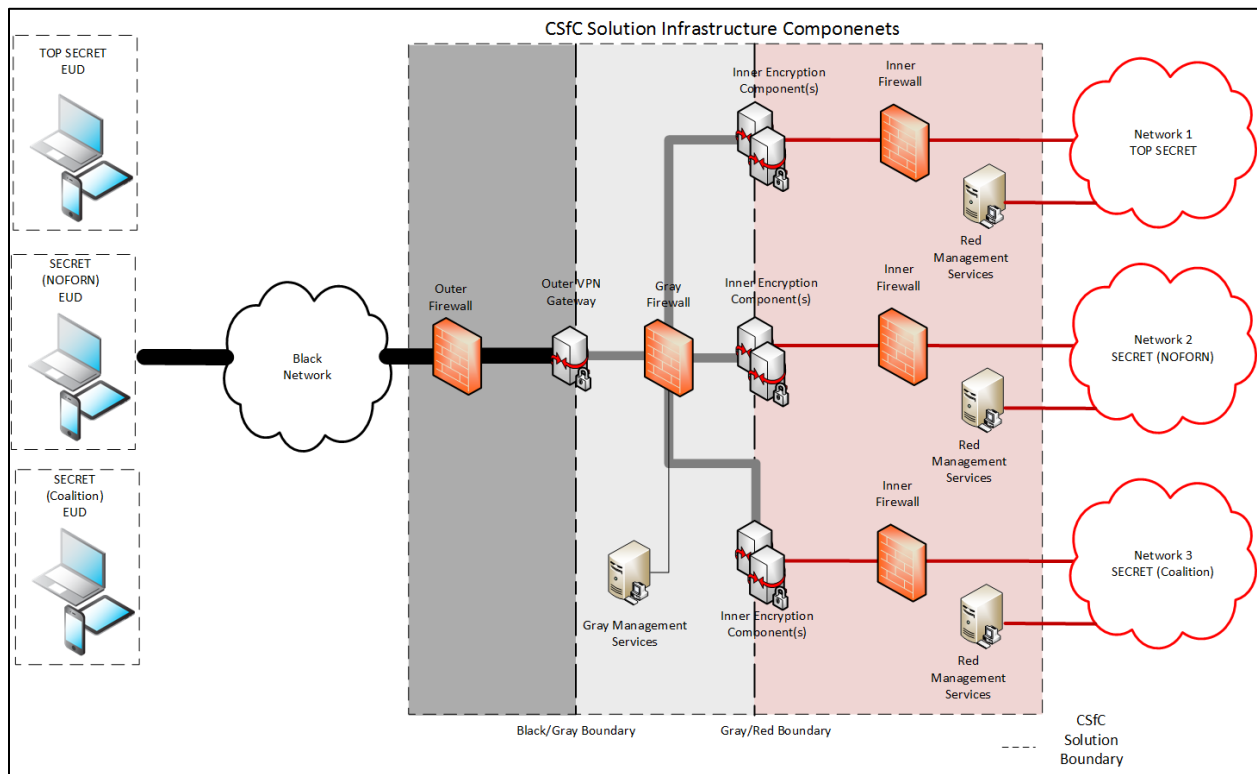 CSfC Solution Infrastructure Componenets
TOP SECRET
EUD
SECRET
(NOFORN)
EUD
SECRET
(Coalition)
EUD
Black
Network
Outer
Firewall
Outer VPN
Gateway
Gray
Firewall
Gray Management
Services
Inner Encryption
Component(s)
Inner
Firewall
Red
Management
Services
Network 1
TOP SECRET
Inner Encryption
Component(s)
Inner
Firewall
Red
Management
Services
Network 2
SECRET (NOFORN)
Inner Encryption
Component(s)
Inner
Firewall
Red
Management
Services
Network 3
SECRET (Coalition)
Black/Gray Boundary
Gray/Red Boundary
CSfC
Solution
Boundary